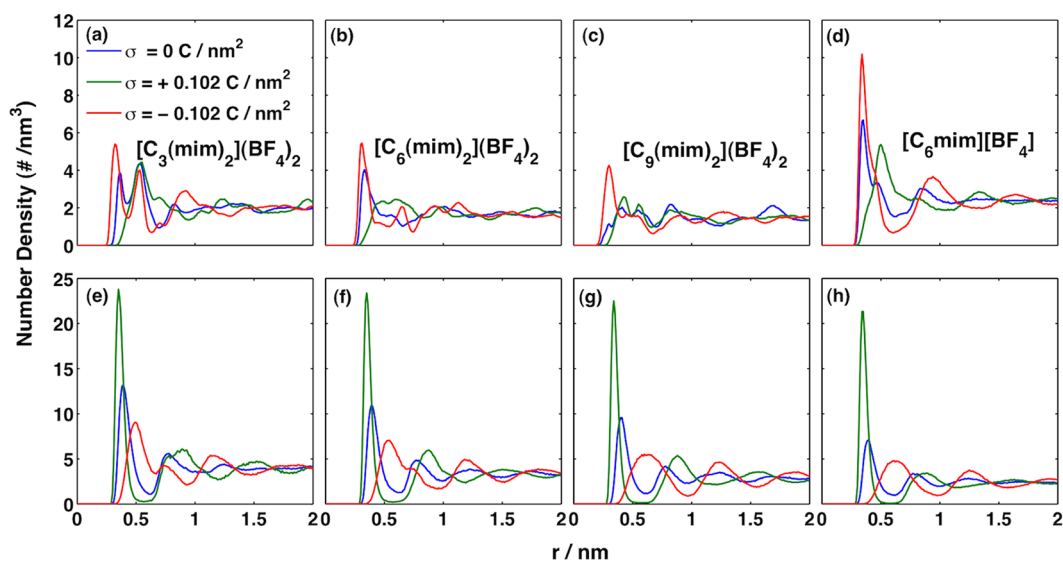 (a)
σ = 0 C / nm²
σ = + 0.102 C / nm²
σ = − 0.102 C / nm²
[C₃(mim)₂](BF₄)₂
(b)
[C₆(mim)₂](BF₄)₂
(c)
[C₉(mim)₂](BF₄)₂
(d)
[C₆mim][BF₄]
12
10
8
6
4
2
0
Number Density (# /nm³)
(e)
(f)
(g)
(h)
25
20
15
10
5
0
0 0.5 1 1.5 2 0 0.5 1 1.5 2 0 0.5 1 1.5 2 0 0.5 1 1.5 2
r / nm